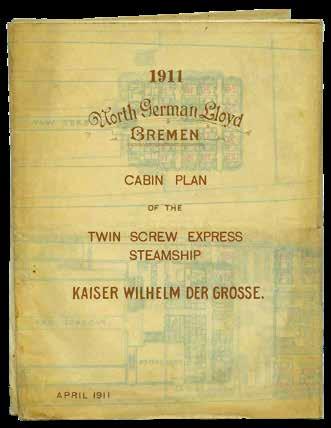 1911
North German Lloyd
BREMEN
CABIN PLAN
OF THE
TWIN SCREW EXPRESS
STEAMSHIP
KAISER WILHELM DER GROSSE.
APRIL 1911